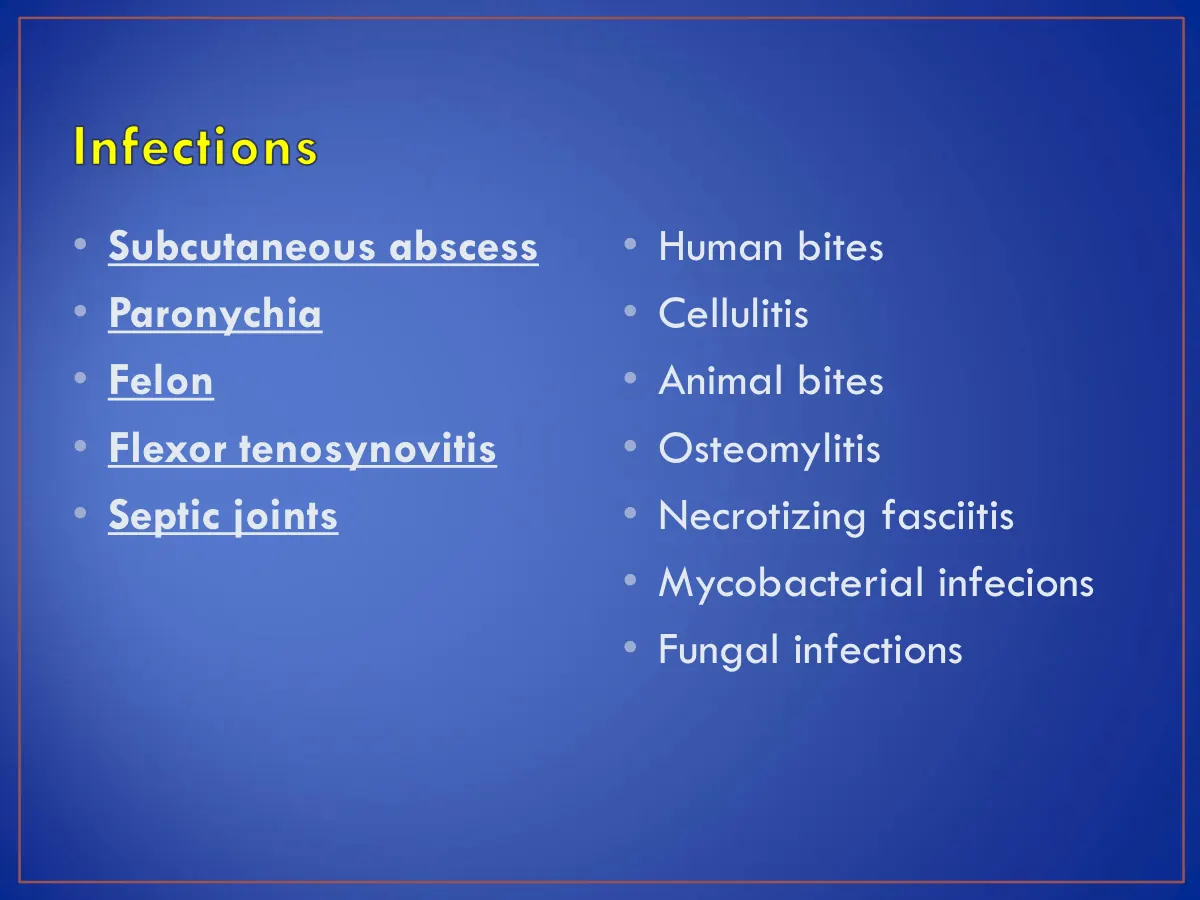 Infections
• Subcutaneous abscess
• Paronychia
• Felon
• Flexor tenosynovitis
• Septic joints
• Human bites
• Cellulitis
• Animal bites
• Osteomylitis
• Necrotizing fasciitis
• Mycobacterial infecions
• Fungal infections